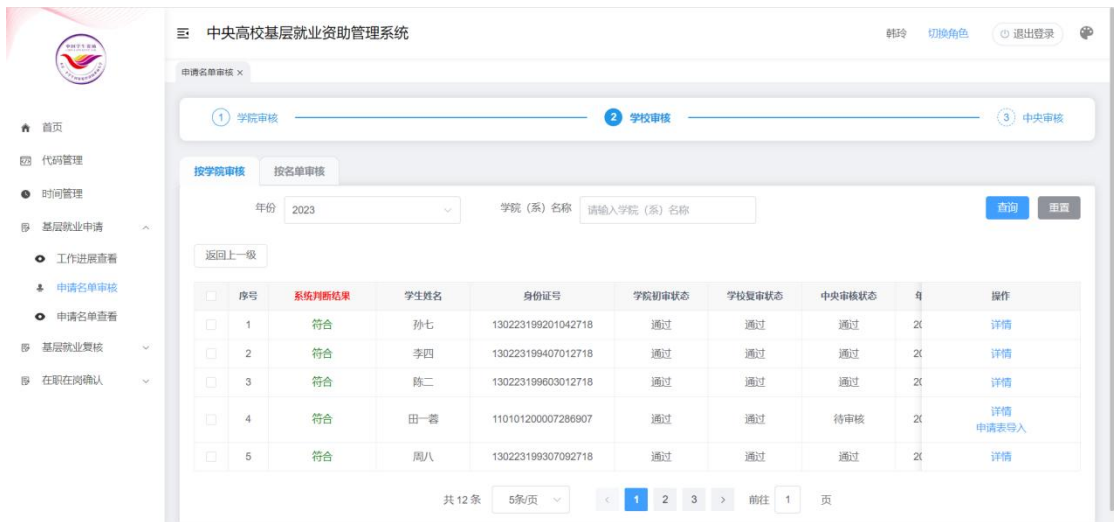 中央高校基层就业资助管理系统
韩玲 切换角色 退出登录
申请名单审核 ×
首页
代码管理
时间管理
基层就业申请
工作进展查看
申请名单审核
申请名单查看
基层就业复核
在职在岗确认
1 学院审核 2 学校审核 3 中央审核
按学院审核 按名单审核
年份 2023 学院（系）名称 请输入学院（系）名称 查询 重置
返回上一级
序号 系统判断结果 学生姓名 身份证号 学院初审状态 学校复审状态 中央审核状态 操作
1 符合 孙七 130223199201042718 通过 通过 通过 20 详情
2 符合 李四 130223199407012718 通过 通过 通过 20 详情
3 符合 陈二 130223199603012718 通过 通过 通过 20 详情
4 符合 田一蓉 110101200007286907 通过 通过 待审核 20 详情
申请表导入
5 符合 周八 130223199307092718 通过 通过 通过 20 详情
共 12 条 5条/页 < 1 2 3 > 前往 1 页